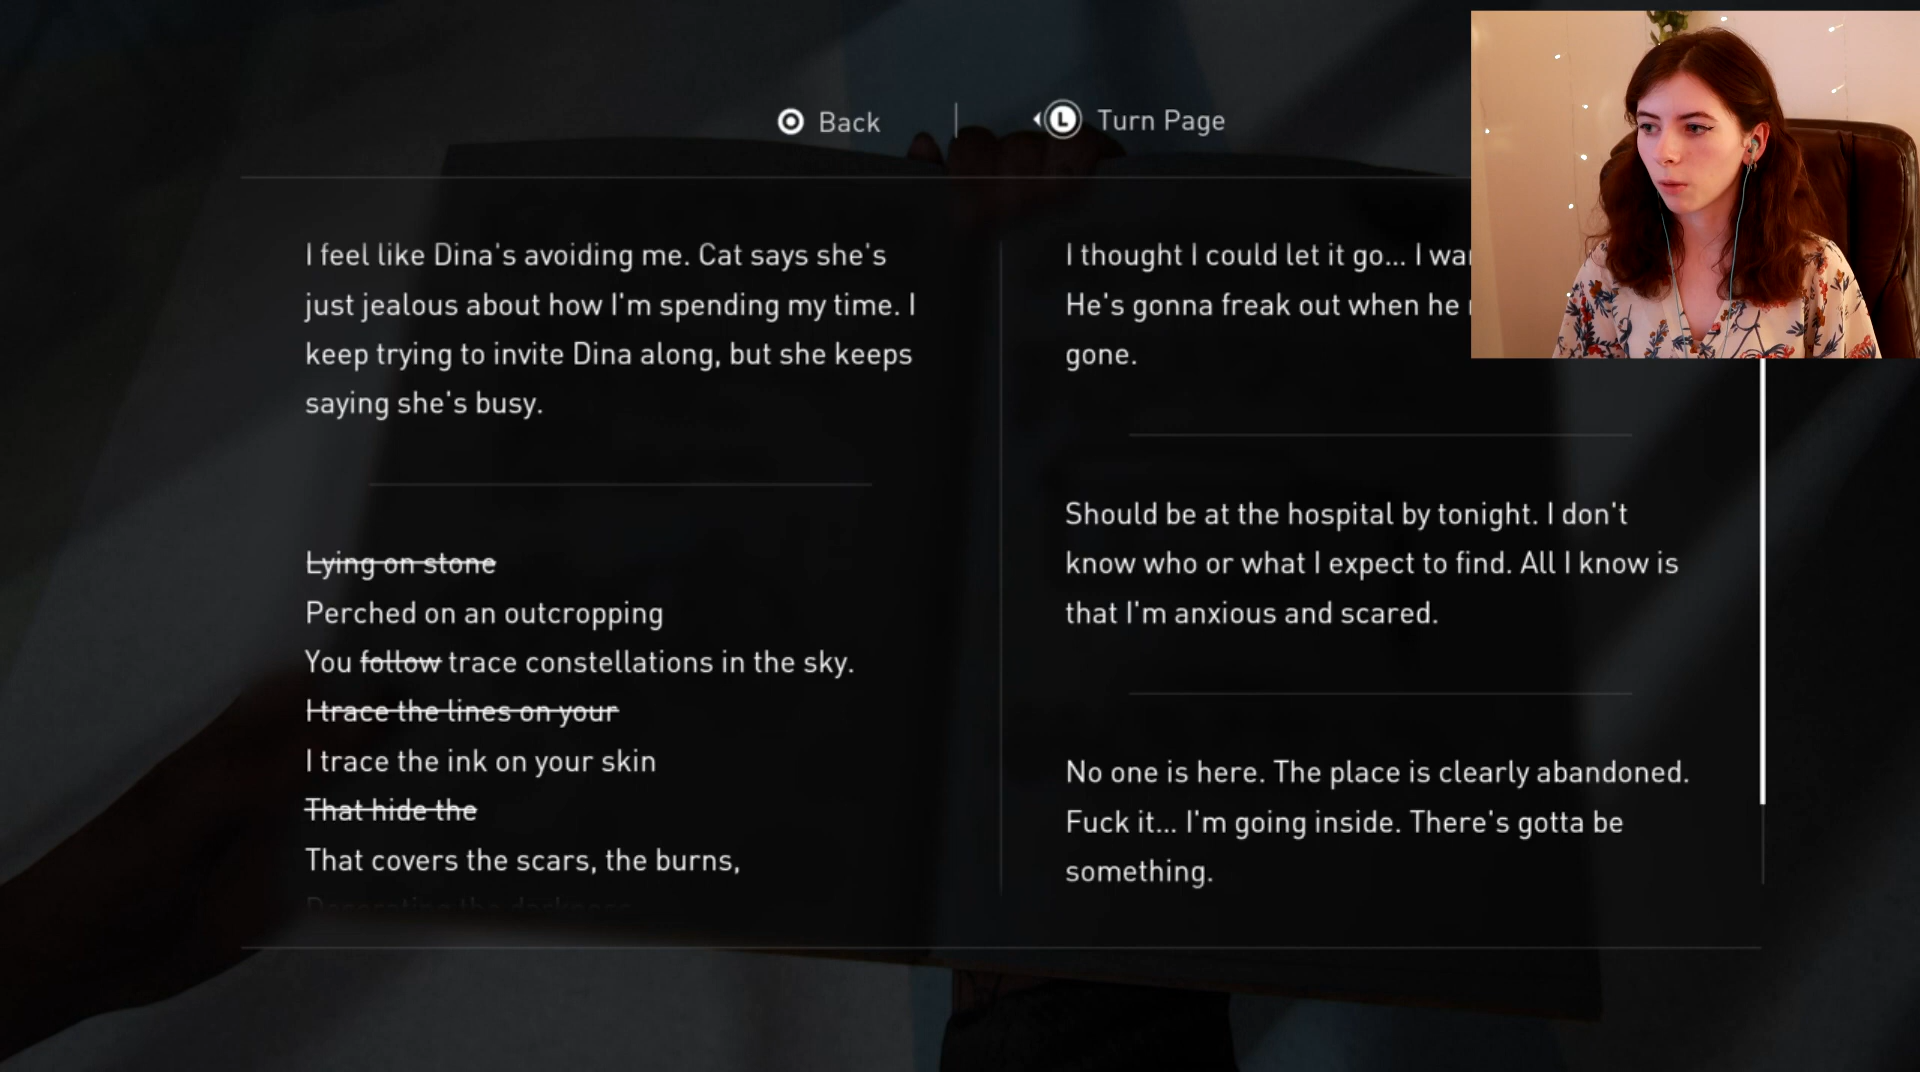 Back
L Turn Page
I feel like Dina's avoiding me. Cat says she's
just jealous about how I'm spending my time. I
keep trying to invite Dina along, but she keeps
saying she's busy.
Lying on stone
Perched on an outcropping
You follow trace constellations in the sky.
I trace the lines on your
I trace the ink on your skin
That hide the
That covers the scars, the burns,
I thought I could let it go... I
He's gonna freak out when he
gone.
Should be at the hospital by tonight. I don't
know who or what I expect to find. All I know is
that I'm anxious and scared.
No one is here. The place is clearly abandoned.
Fuck it... I'm going inside. There's gotta be
something.